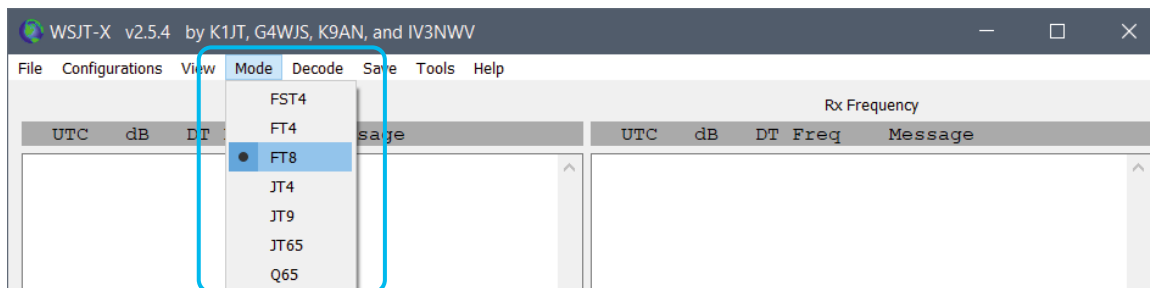 WSJT-X v2.5.4 by K1JT, G4WJS, K9AN, and IV3NWV
File Configurations View Mode Decode Save Tools Help
FST4
Rx Frequency
UTC dB DT
FT4
UTC dB DT Freq Message
FT8
JT4
JT9
JT65
Q65